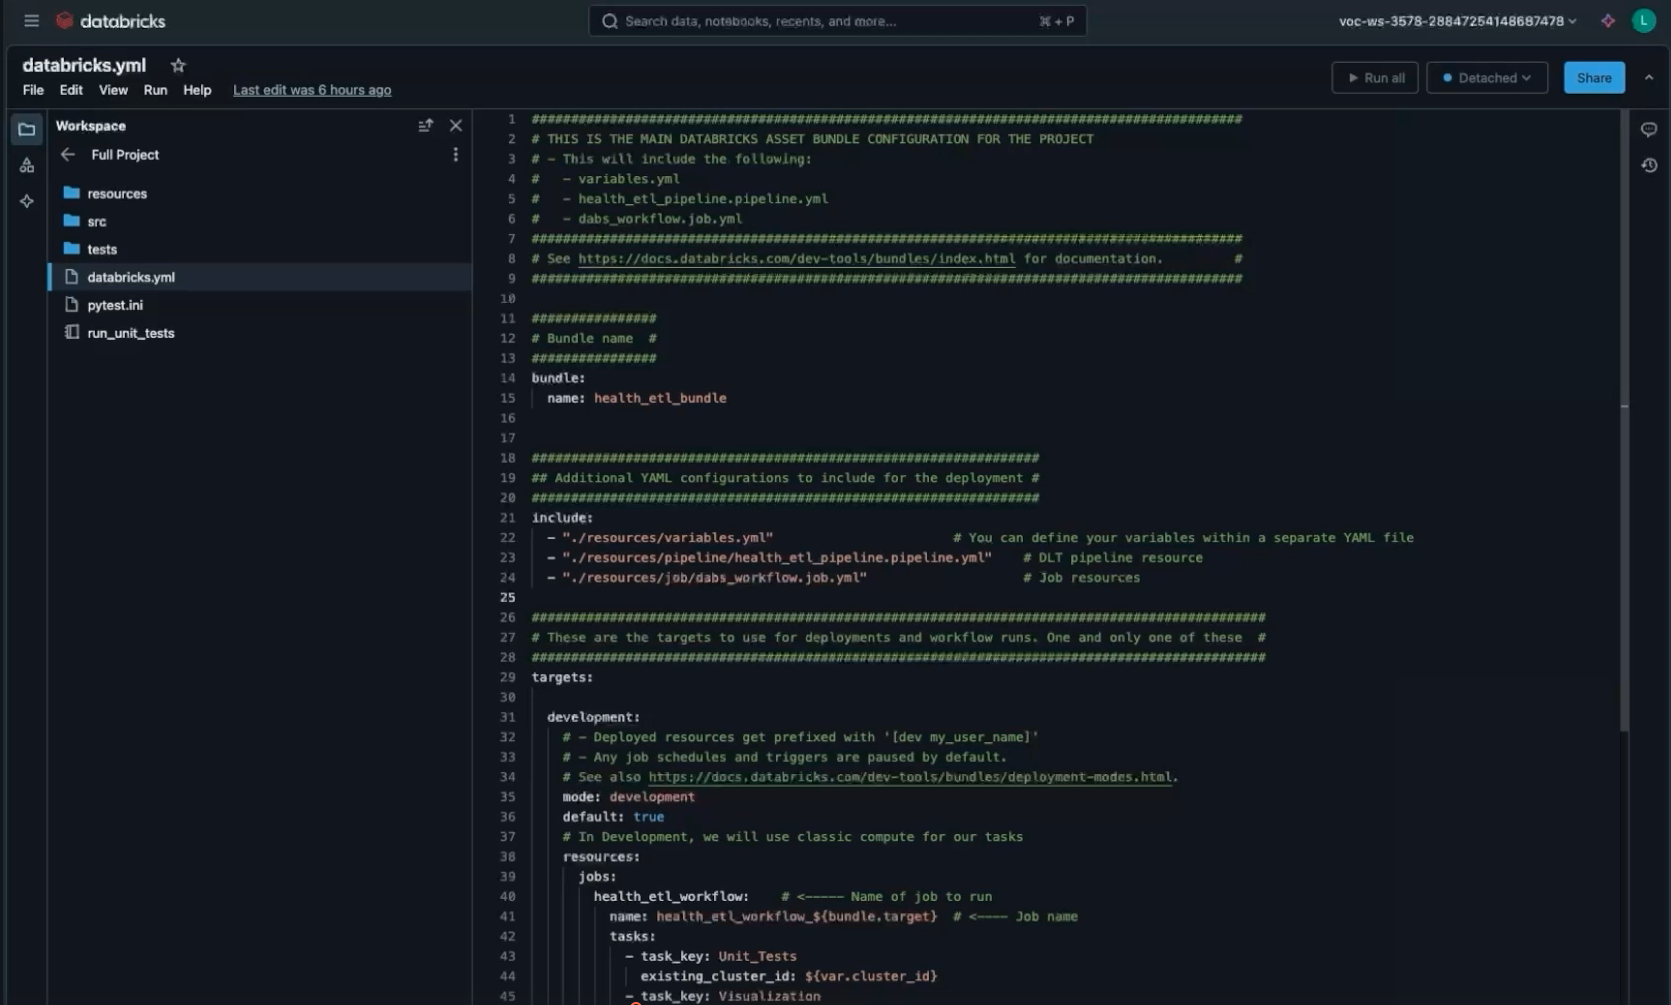 databricks
Search data, notebooks, recents, and more...
⌘ + P
voc-ws-3578-28847254148687478
L
databricks.yml
File Edit View Run Help Last edit was 6 hours ago
Run all
Detached
Share
Workspace
Full Project
resources
src
tests
databricks.yml
pytest.ini
run_unit_tests
1 ###########################################################################################
2 # THIS IS THE MAIN DATABRICKS ASSET BUNDLE CONFIGURATION FOR THE PROJECT
3 # - This will include the following:
4 #   - variables.yml
5 #   - health_etl_pipeline.pipeline.yml
6 #   - dabs_workflow.job.yml
7 ###########################################################################################
8 # See https://docs.databricks.com/dev-tools/bundles/index.html for documentation.         #
9 ###########################################################################################
10
11 ################
12 # Bundle name  #
13 ################
14 bundle:
15   name: health_etl_bundle
16
17
18 #################################################################
19 ## Additional YAML configurations to include for the deployment #
20 #################################################################
21 include:
22   - "./resources/variables.yml"                       # You can define your variables within a separate YAML file
23   - "./resources/pipeline/health_etl_pipeline.pipeline.yml"    # DLT pipeline resource
24   - "./resources/job/dabs_workflow.job.yml"                    # Job resources
25
26 ##############################################################################################
27 # These are the targets to use for deployments and workflow runs. One and only one of these  #
28 ##############################################################################################
29 targets:
30
31   development:
32     # - Deployed resources get prefixed with '[dev my_user_name]'
33     # - Any job schedules and triggers are paused by default.
34     # See also https://docs.databricks.com/dev-tools/bundles/deployment-modes.html.
35     mode: development
36     default: true
37     # In Development, we will use classic compute for our tasks
38     resources:
39       jobs:
40         health_etl_workflow:    # <----- Name of job to run
41           name: health_etl_workflow_${bundle.target}  # <---- Job name
42           tasks:
43             - task_key: Unit_Tests
44               existing_cluster_id: ${var.cluster_id}
45             - task_key: Visualization